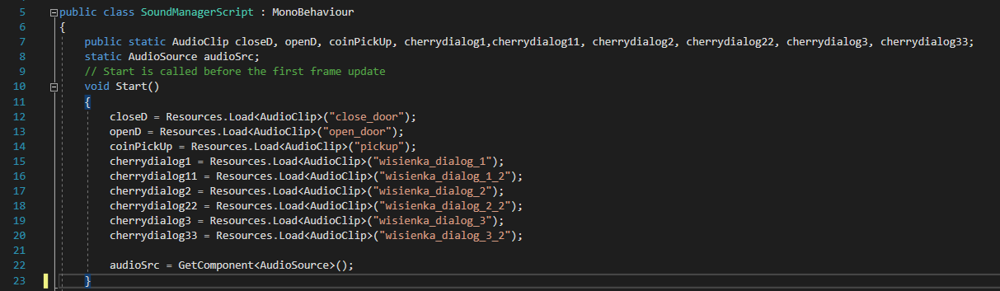 5 public class SoundManagerScript : MonoBehaviour
6 {
7 public static AudioClip closeD, openD, coinPickUp, cherrydialog1,cherrydialog11, cherrydialog2, cherrydialog22, cherrydialog3, cherrydialog33;
8 static AudioSource audioSrc;
9 // Start is called before the first frame update
10 void Start()
11 {
12 closeD = Resources.Load<AudioClip>("close_door");
13 openD = Resources.Load<AudioClip>("open_door");
14 coinPickUp = Resources.Load<AudioClip>("pickup");
15 cherrydialog1 = Resources.Load<AudioClip>("wisienka_dialog_1");
16 cherrydialog11 = Resources.Load<AudioClip>("wisienka_dialog_1_2");
17 cherrydialog2 = Resources.Load<AudioClip>("wisienka_dialog_2");
18 cherrydialog22 = Resources.Load<AudioClip>("wisienka_dialog_2_2");
19 cherrydialog3 = Resources.Load<AudioClip>("wisienka_dialog_3");
20 cherrydialog33 = Resources.Load<AudioClip>("wisienka_dialog_3_2");
21
22 audioSrc = GetComponent<AudioSource>();
23 }